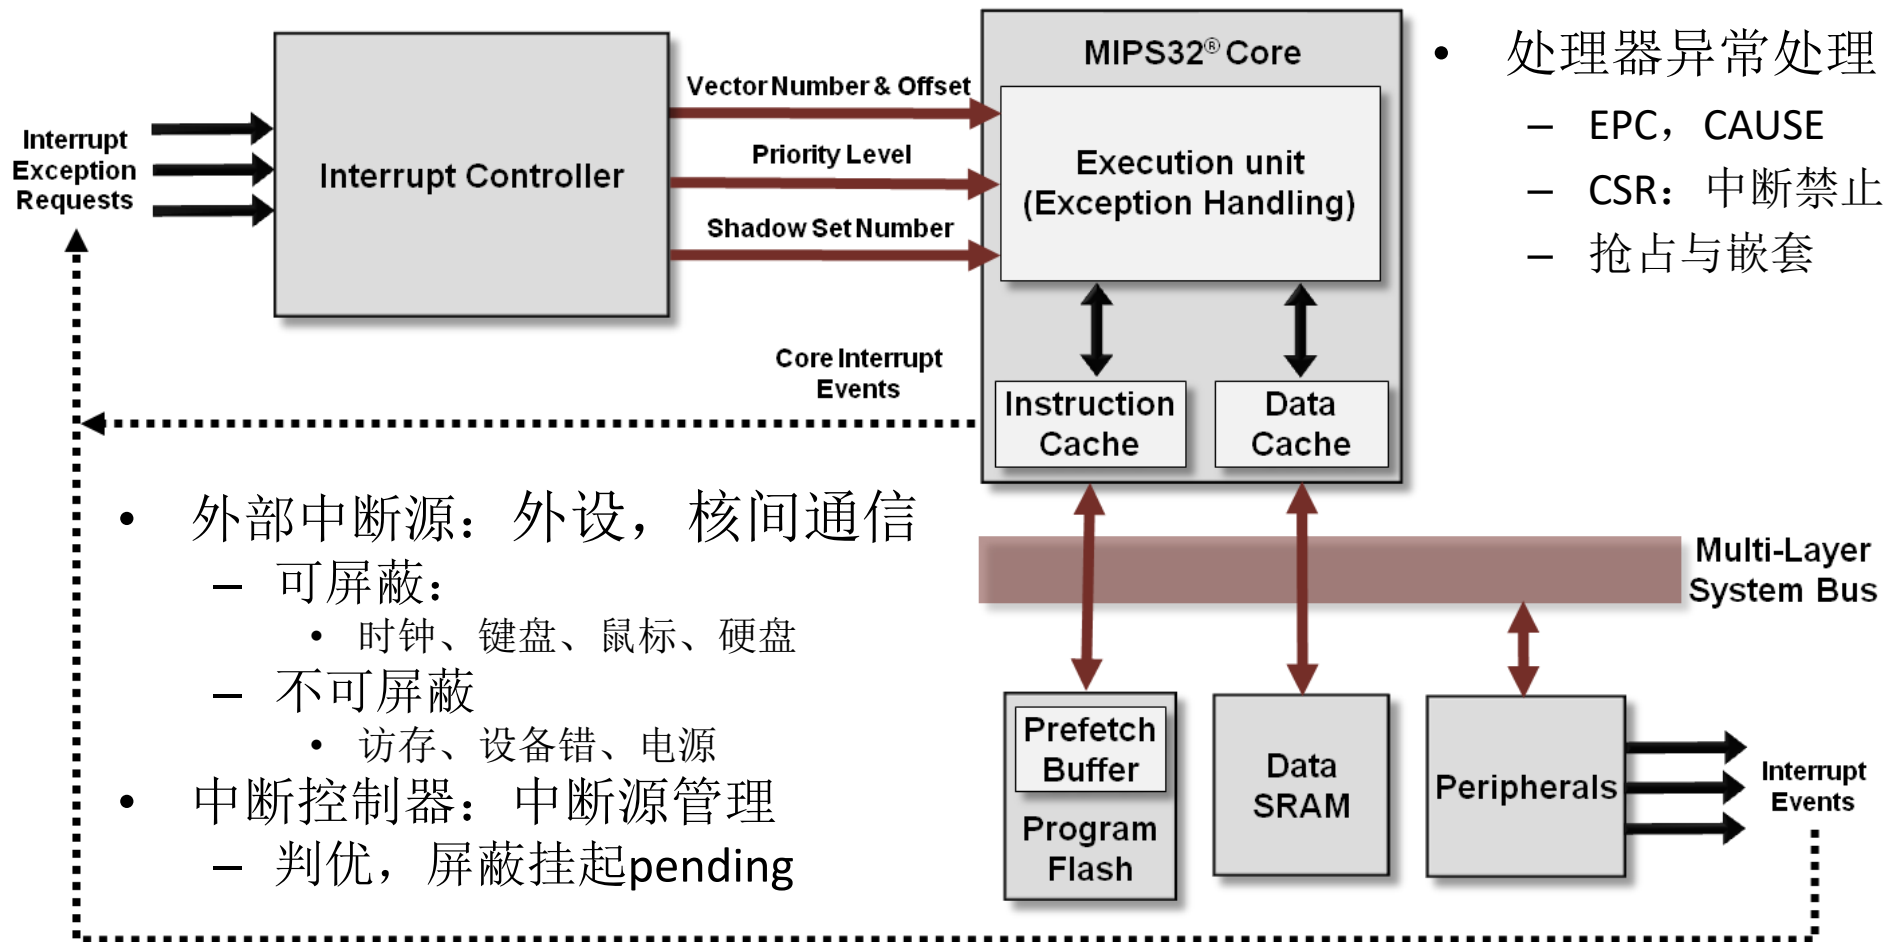 MIPS32® Core
Vector Number & Offset
Interrupt
Exception
Requests
Interrupt Controller
Priority Level
Execution unit
(Exception Handling)
Shadow Set Number
Core Interrupt
Events
Instruction
Cache
Data
Cache
• 处理器异常处理
– EPC，CAUSE
– CSR：中断禁止
– 抢占与嵌套
• 外部中断源：外设，核间通信
– 可屏蔽：
• 时钟、键盘、鼠标、硬盘
– 不可屏蔽
• 访存、设备错、电源
• 中断控制器：中断源管理
– 判优，屏蔽挂起pending
Multi-Layer
System Bus
Prefetch
Buffer
Program
Flash
Data
SRAM
Peripherals
Interrupt
Events